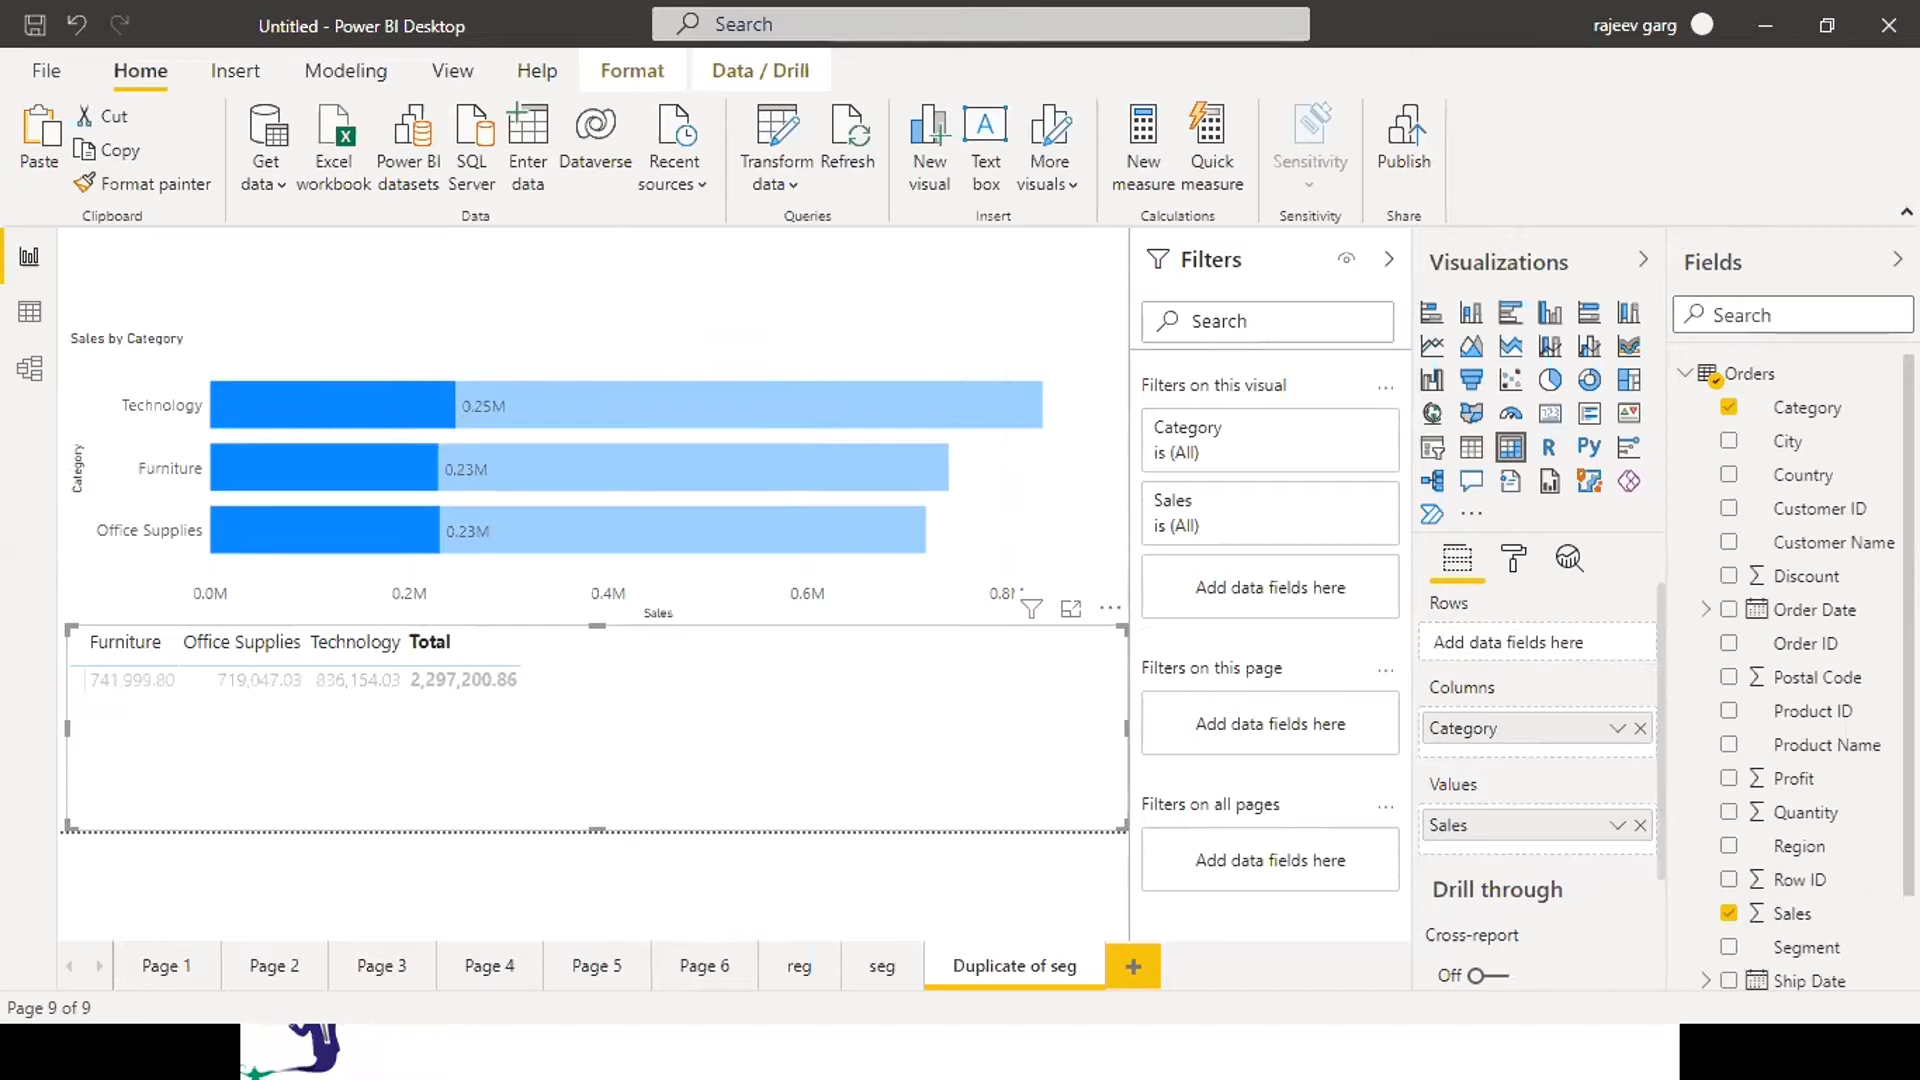 Untitled - Power BI Desktop
Search
rajeev garg
File
Home
Insert
Modeling
View
Help
Format
Data / Drill
Paste
Cut
Copy
Format painter
Clipboard
Get
data
Excel
workbook
Power BI
datasets
SQL
Server
Enter
data
Dataverse
Recent
sources
Data
Transform
data
Refresh
Queries
New
visual
Text
box
More
visuals
Insert
New
measure
Quick
measure
Calculations
Sensitivity
Sensitivity
Publish
Share
Sales by Category
Category
Technology
0.25M
Furniture
0.23M
Office Supplies
0.23M
0.0M
0.2M
0.4M
0.6M
Sales
Furniture Office Supplies Technology Total
741,999.80 719,047.03 836,154.03 2,297,200.86
Filters
Search
Filters on this visual
Category
is (All)
Sales
is (All)
Add data fields here
Filters on this page
Add data fields here
Filters on all pages
Add data fields here
Visualizations
R
Py
123
Rows
Add data fields here
Columns
Category
Values
Sales
Drill through
Cross-report
Off
Fields
Search
Orders
Category
City
Country
Customer ID
Customer Name
Discount
Order Date
Order ID
Postal Code
Product ID
Product Name
Profit
Quantity
Region
Row ID
Sales
Segment
Ship Date
Page 1
Page 2
Page 3
Page 4
Page 5
Page 6
reg
seg
Duplicate of seg
Page 9 of 9